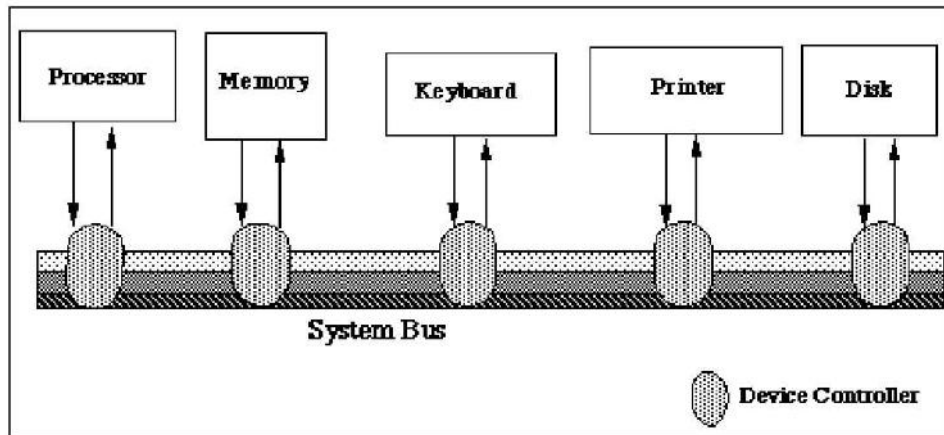 Processor
Memory
Keyboard
Printer
Disk
System Bus
Device Controller